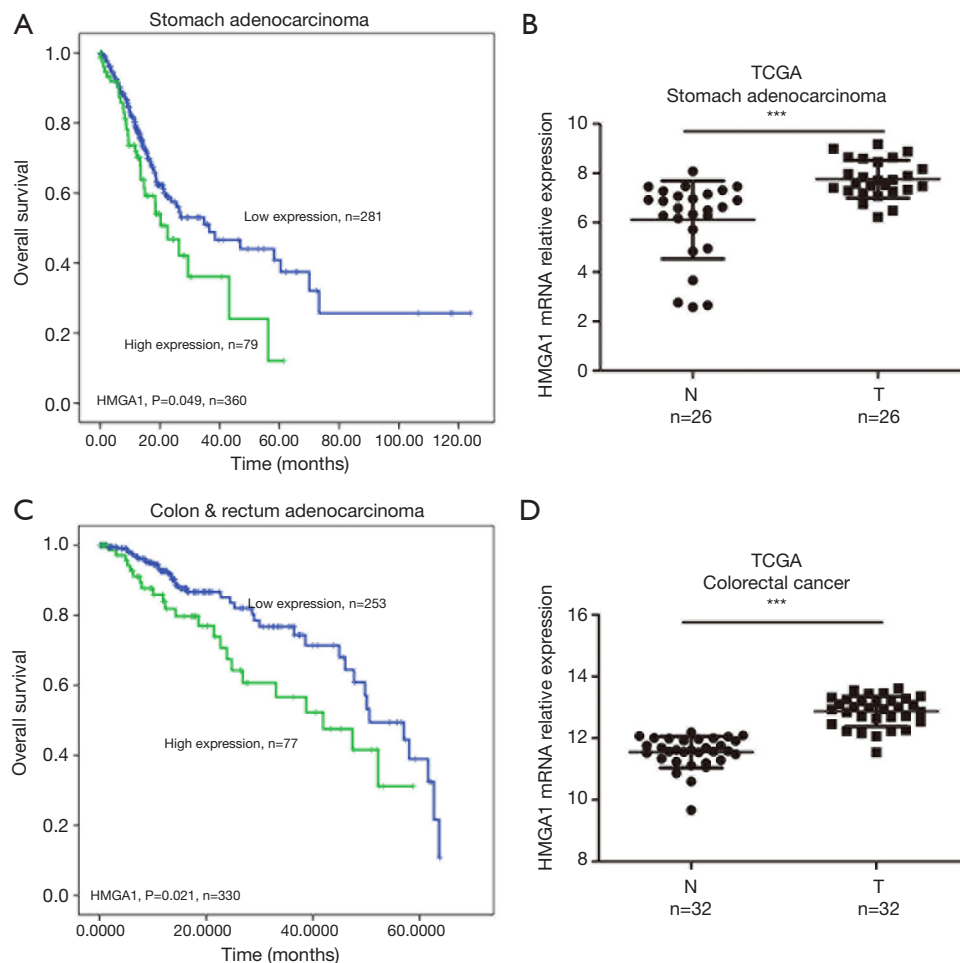 A
Stomach adenocarcinoma
Overall survival
1.0
0.8
0.6
0.4
0.2
0.0
Low expression, n=281
High expression, n=79
HMGA1, P=0.049, n=360
0.00 20.00 40.00 60.00 80.00 100.00 120.00
Time (months)
B
TCGA
Stomach adenocarcinoma
***
HMGA1 mRNA relative expression
10
8
6
4
2
0
N T
n=26 n=26
C
Colon & rectum adenocarcinoma
Overall survival
1.0
0.8
0.6
0.4
0.2
0.0
Low expression, n=253
High expression, n=77
HMGA1, P=0.021, n=330
0.0000 20.0000 40.0000 60.0000
Time (months)
D
TCGA
Colorectal cancer
***
HMGA1 mRNA relative expression
16
14
12
10
8
N T
n=32 n=32